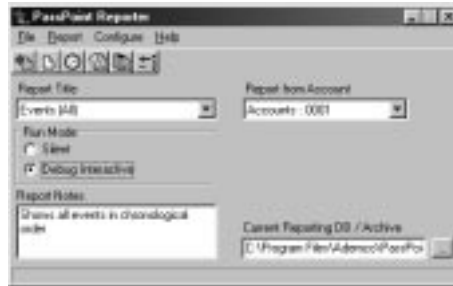 PassPoint Reporter
File Report Configure Help
Report Title
Events (All)
Report from Account
Accounts : 0001
Run Mode
Silent
Debug Interactive
Report Notes
Shows all events in chronological
order
Current Reporting DB / Archive
C:\Program Files\Ademco\PassPoi
...